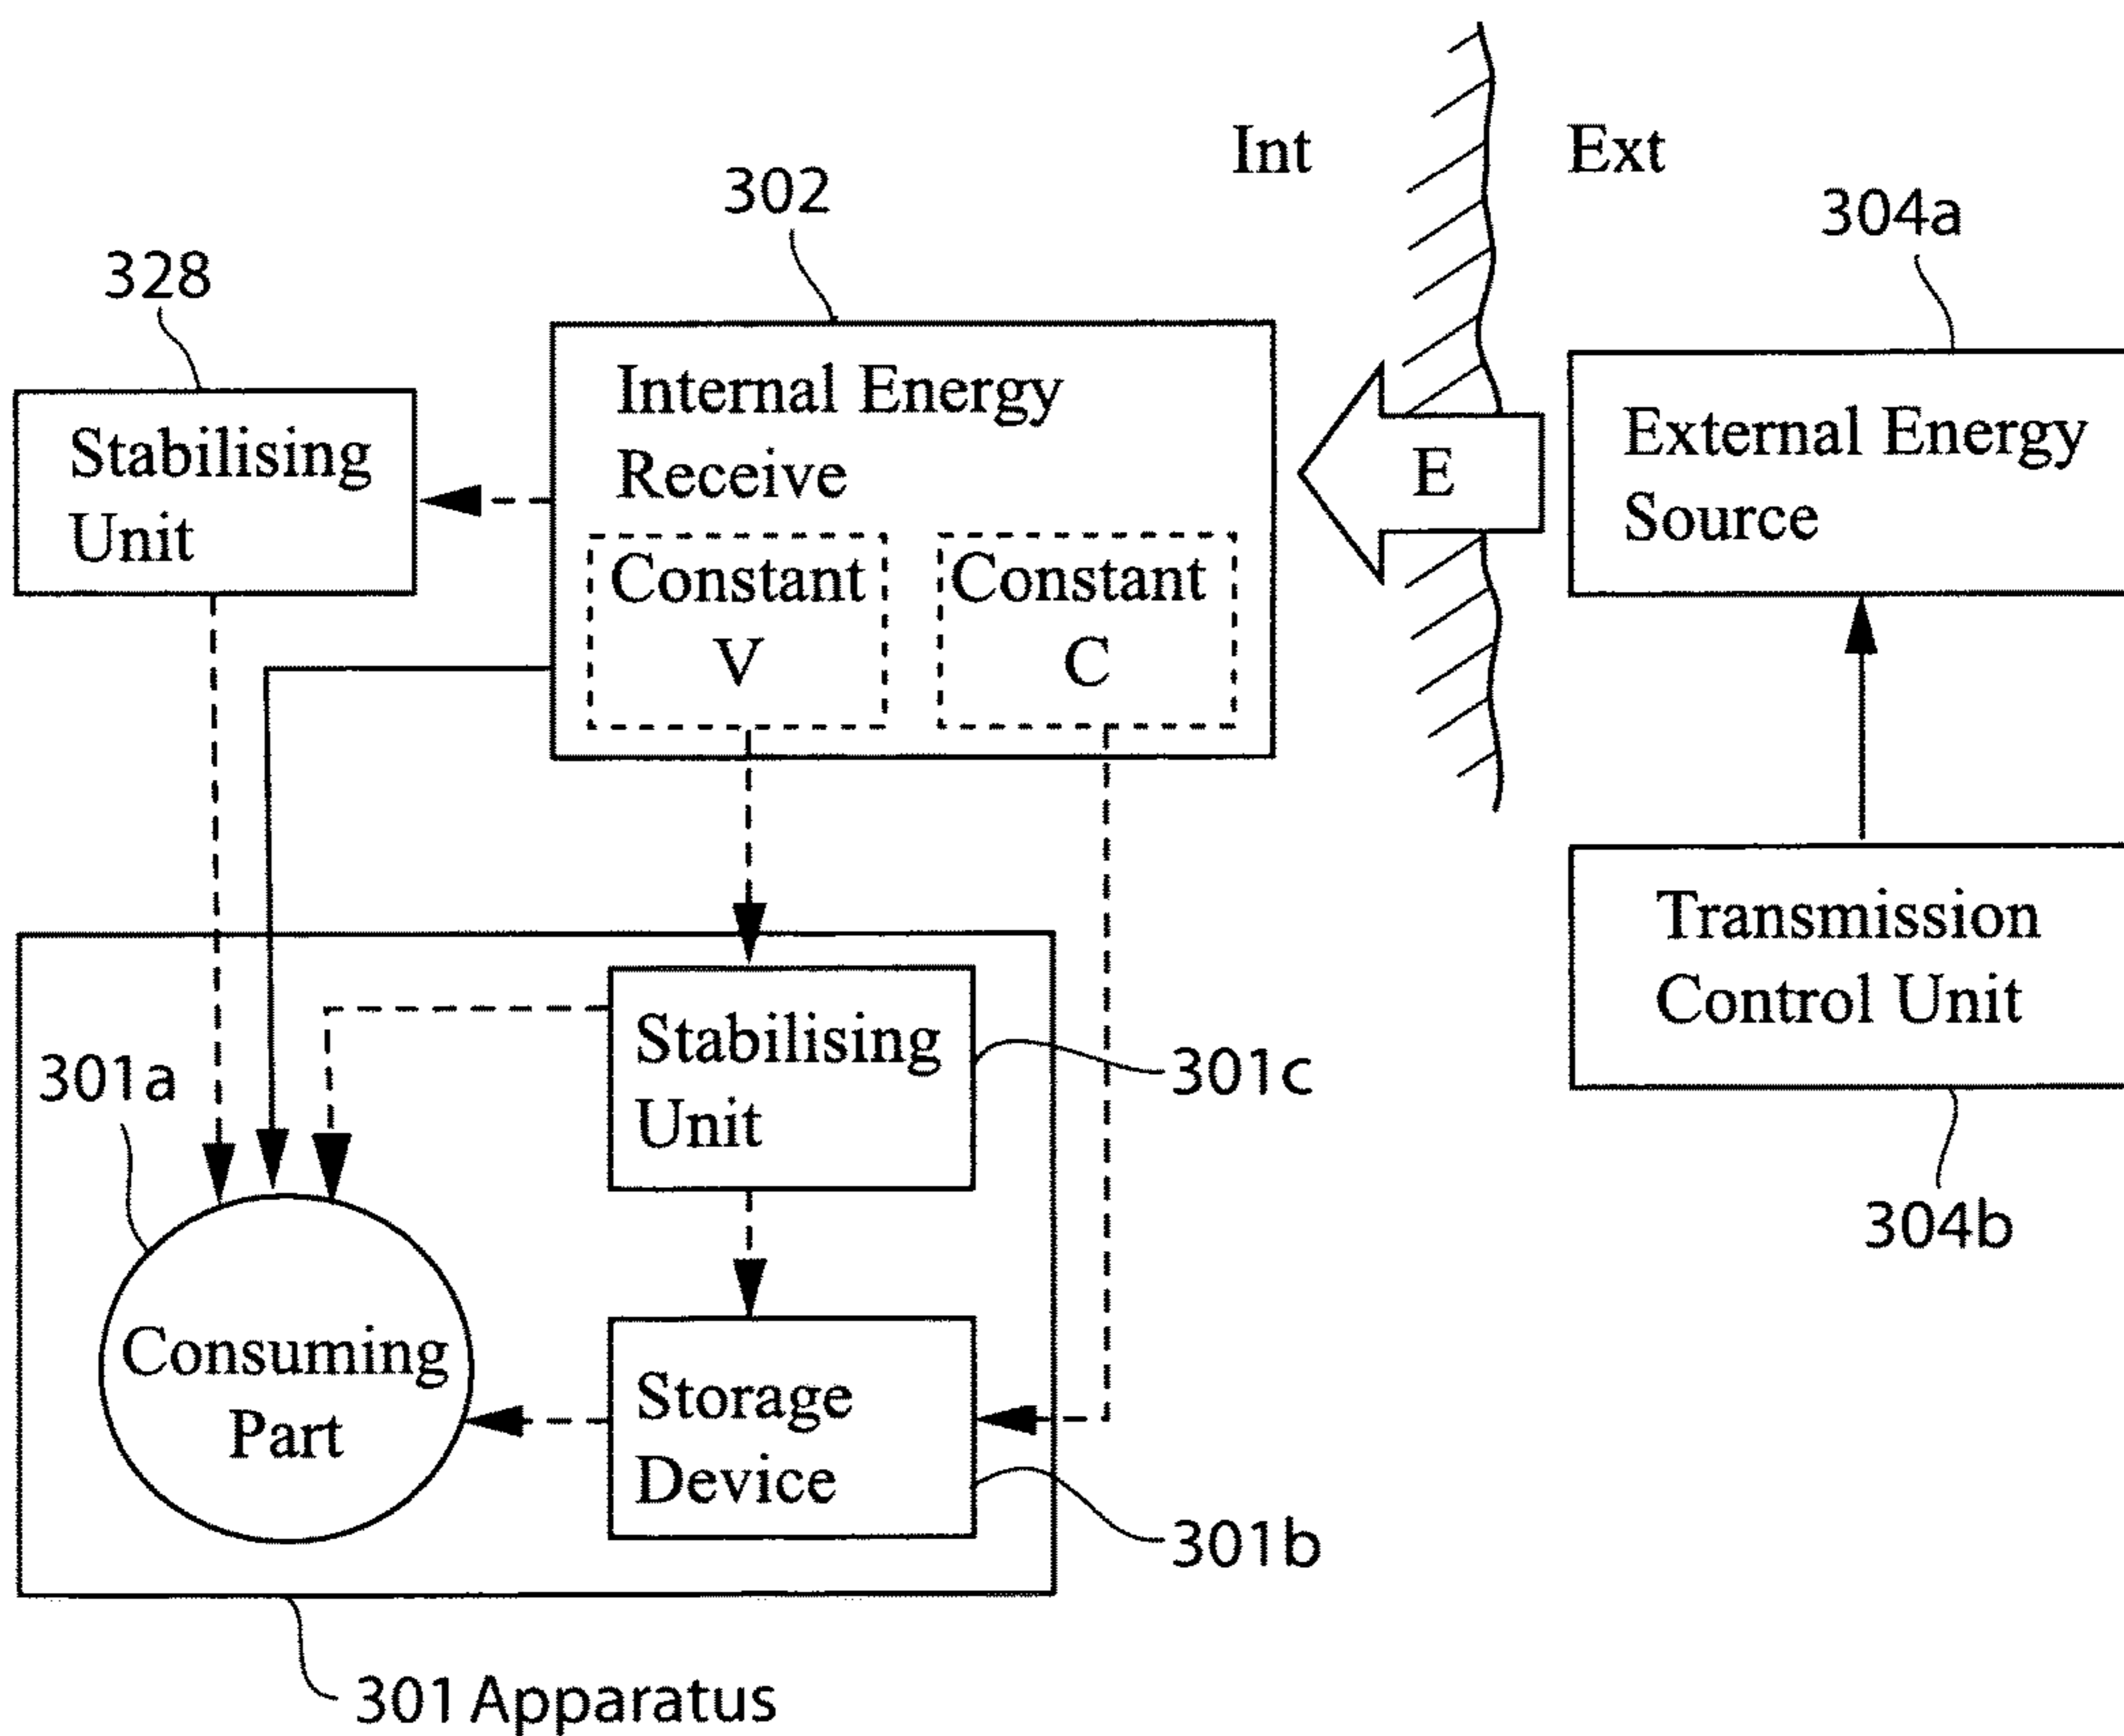 Int
Ext
302
304a
328
Internal Energy
Receive
Constant
V
Constant
C
E
External Energy
Source
Stabilising
Unit
Transmission
Control Unit
304b
Stabilising
Unit
301c
301a
Consuming
Part
Storage
Device
301b
301 Apparatus